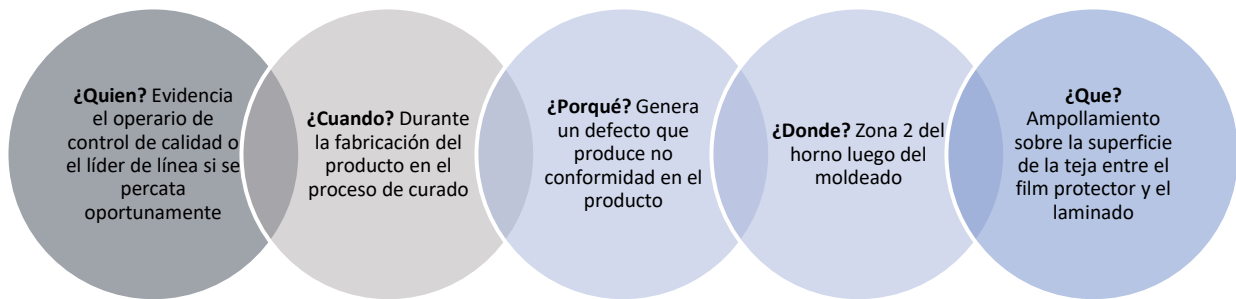 ¿Quien? Evidencia
el operario de
control de calidad o
el líder de línea si se
percata
oportunamente
¿Cuando? Durante
la fabricación del
producto en el
proceso de curado
¿Porqué? Genera
un defecto que
produce no
conformidad en el
producto
¿Donde? Zona 2 del
horno luego del
moldeado
¿Que?
Ampollamiento
sobre la superficie
de la teja entre el
film protector y el
laminado